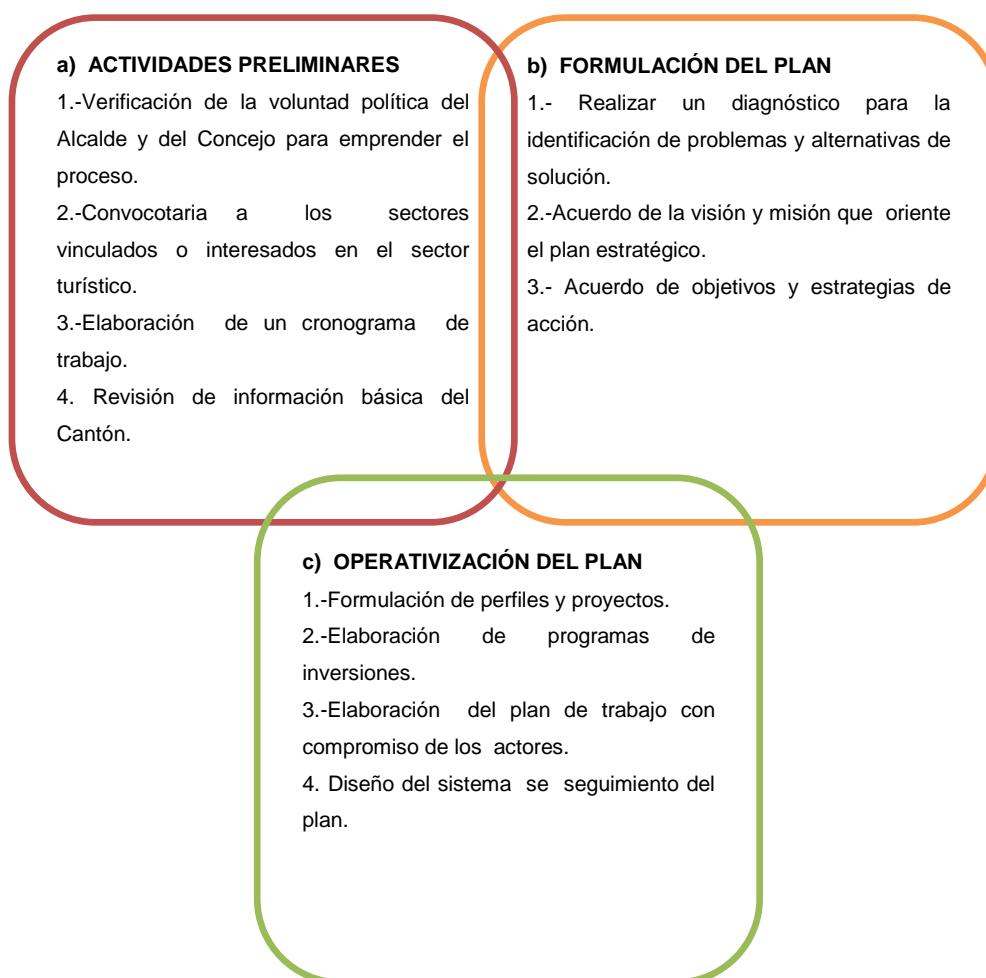 a) ACTIVIDADES PRELIMINARES
1.-Verificación de la voluntad política del
Alcalde y del Concejo para emprender el
proceso.
2.-Convocotaria a los sectores
vinculados o interesados en el sector
turístico.
3.-Elaboración de un cronograma de
trabajo.
4. Revisión de información básica del
Cantón.
b) FORMULACIÓN DEL PLAN
1.- Realizar un diagnóstico para la
identificación de problemas y alternativas de
solución.
2.-Acuerdo de la visión y misión que oriente
el plan estratégico.
3.- Acuerdo de objetivos y estrategias de
acción.
c) OPERATIVIZACIÓN DEL PLAN
1.-Formulación de perfiles y proyectos.
2.-Elaboración de programas de
inversiones.
3.-Elaboración del plan de trabajo con
compromiso de los actores.
4. Diseño del sistema se seguimiento del
plan.